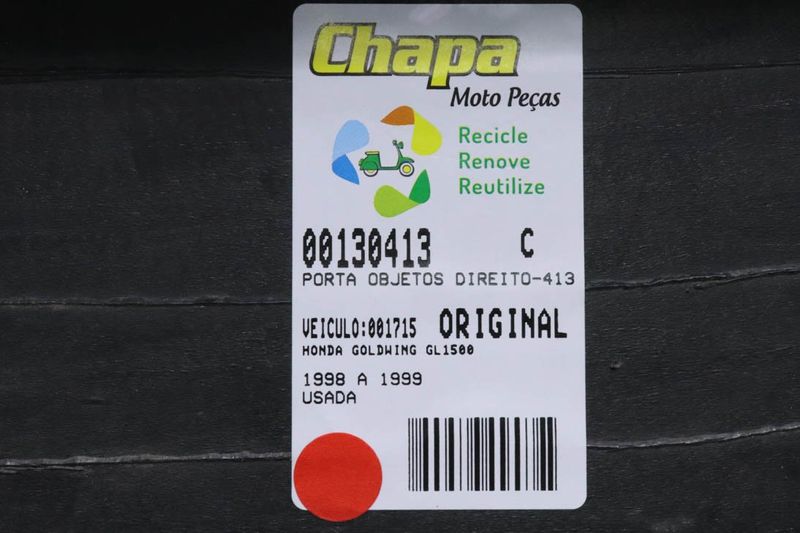 Chapa
Moto Peças
Recicle
Renove
Reutilize
00130413 C
PORTA OBJETOS DIREITO-413
VEICULO:001715 ORIGINAL
HONDA GOLDWING GL1500
1998 A 1999
USADA